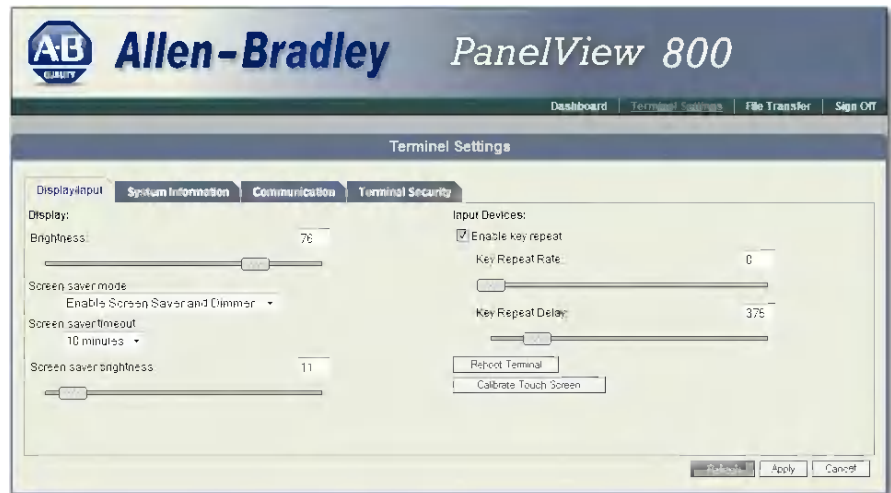 A·B
QUALITY
Allen-Bradley
PanelView 800
Dashboard
Terminal Settings
File Transfer
Sign Off
Terminel Settings
Display/Input
System Information
Communication
Terminal Security
Display:
Brightness:
76
Screen saver mode
Enable Screen Saver and Dimmer
Screen saver timeout
10 minutes
Screen saver brightness
11
Input Devices:
Enable key repeat
Key Repeat Rate:
0
Key Repeat Delay:
375
Reboot Terminal
Calibrate Touch Screen
Refresh
Apply
Cancel